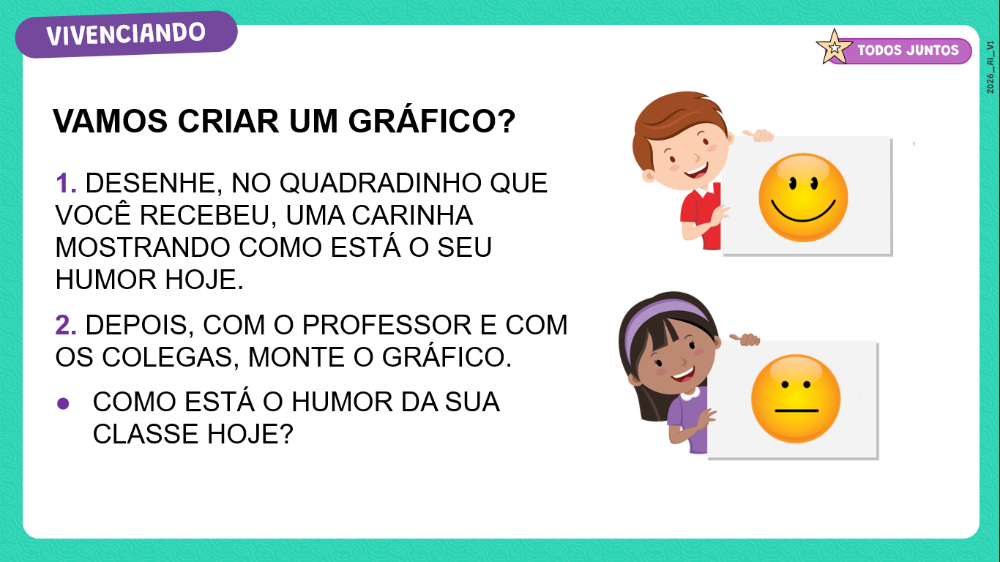 VIVENCIANDO
TODOS JUNTOS
2026_AI_V1
VAMOS CRIAR UM GRÁFICO?
1. DESENHE, NO QUADRADINHO QUE
VOCÊ RECEBEU, UMA CARINHA
MOSTRANDO COMO ESTÁ O SEU
HUMOR HOJE.
2. DEPOIS, COM O PROFESSOR E COM
OS COLEGAS, MONTE O GRÁFICO.
● COMO ESTÁ O HUMOR DA SUA
CLASSE HOJE?